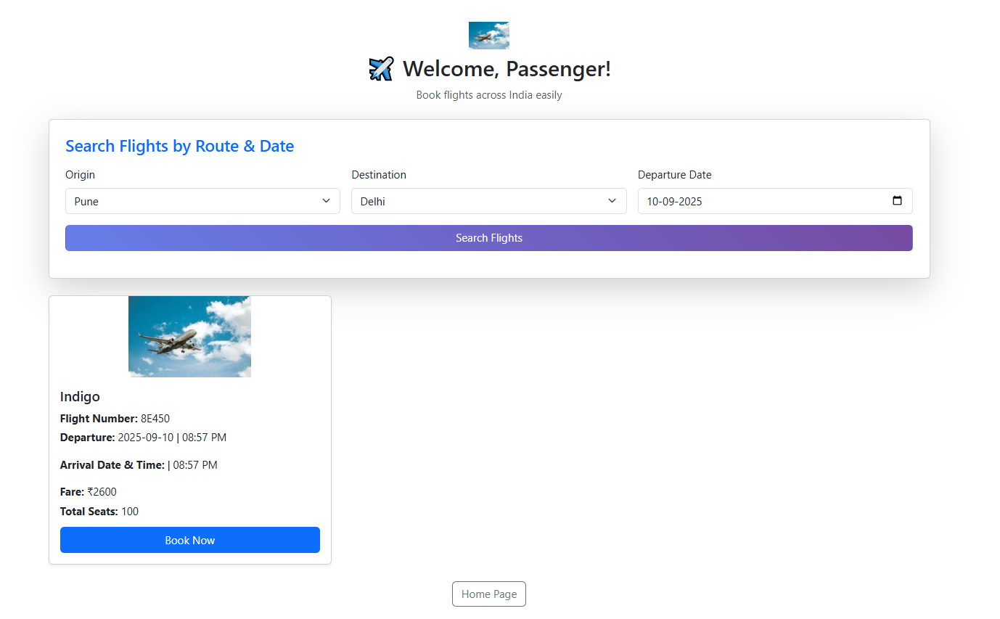 Welcome, Passenger!
Book flights across India easily
Search Flights by Route & Date
Origin
Destination
Departure Date
Pune
Delhi
10-09-2025
Search Flights
Indigo
Flight Number: 8E450
Departure: 2025-09-10 | 08:57 PM
Arrival Date & Time: | 08:57 PM
Fare: ₹2600
Total Seats: 100
Book Now
Home Page